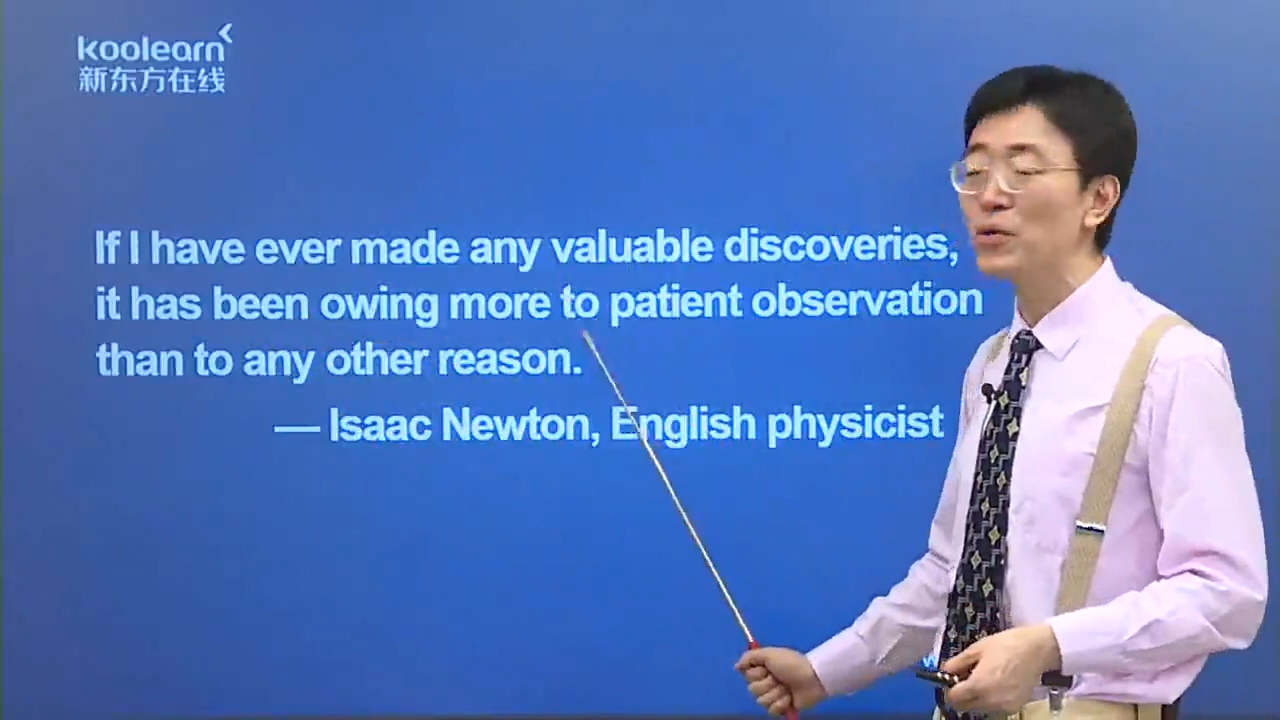 koolearn
新东方在线
If I have ever made any valuable discoveries,
it has been owing more to patient observation
than to any other reason.
— Isaac Newton, English physicist